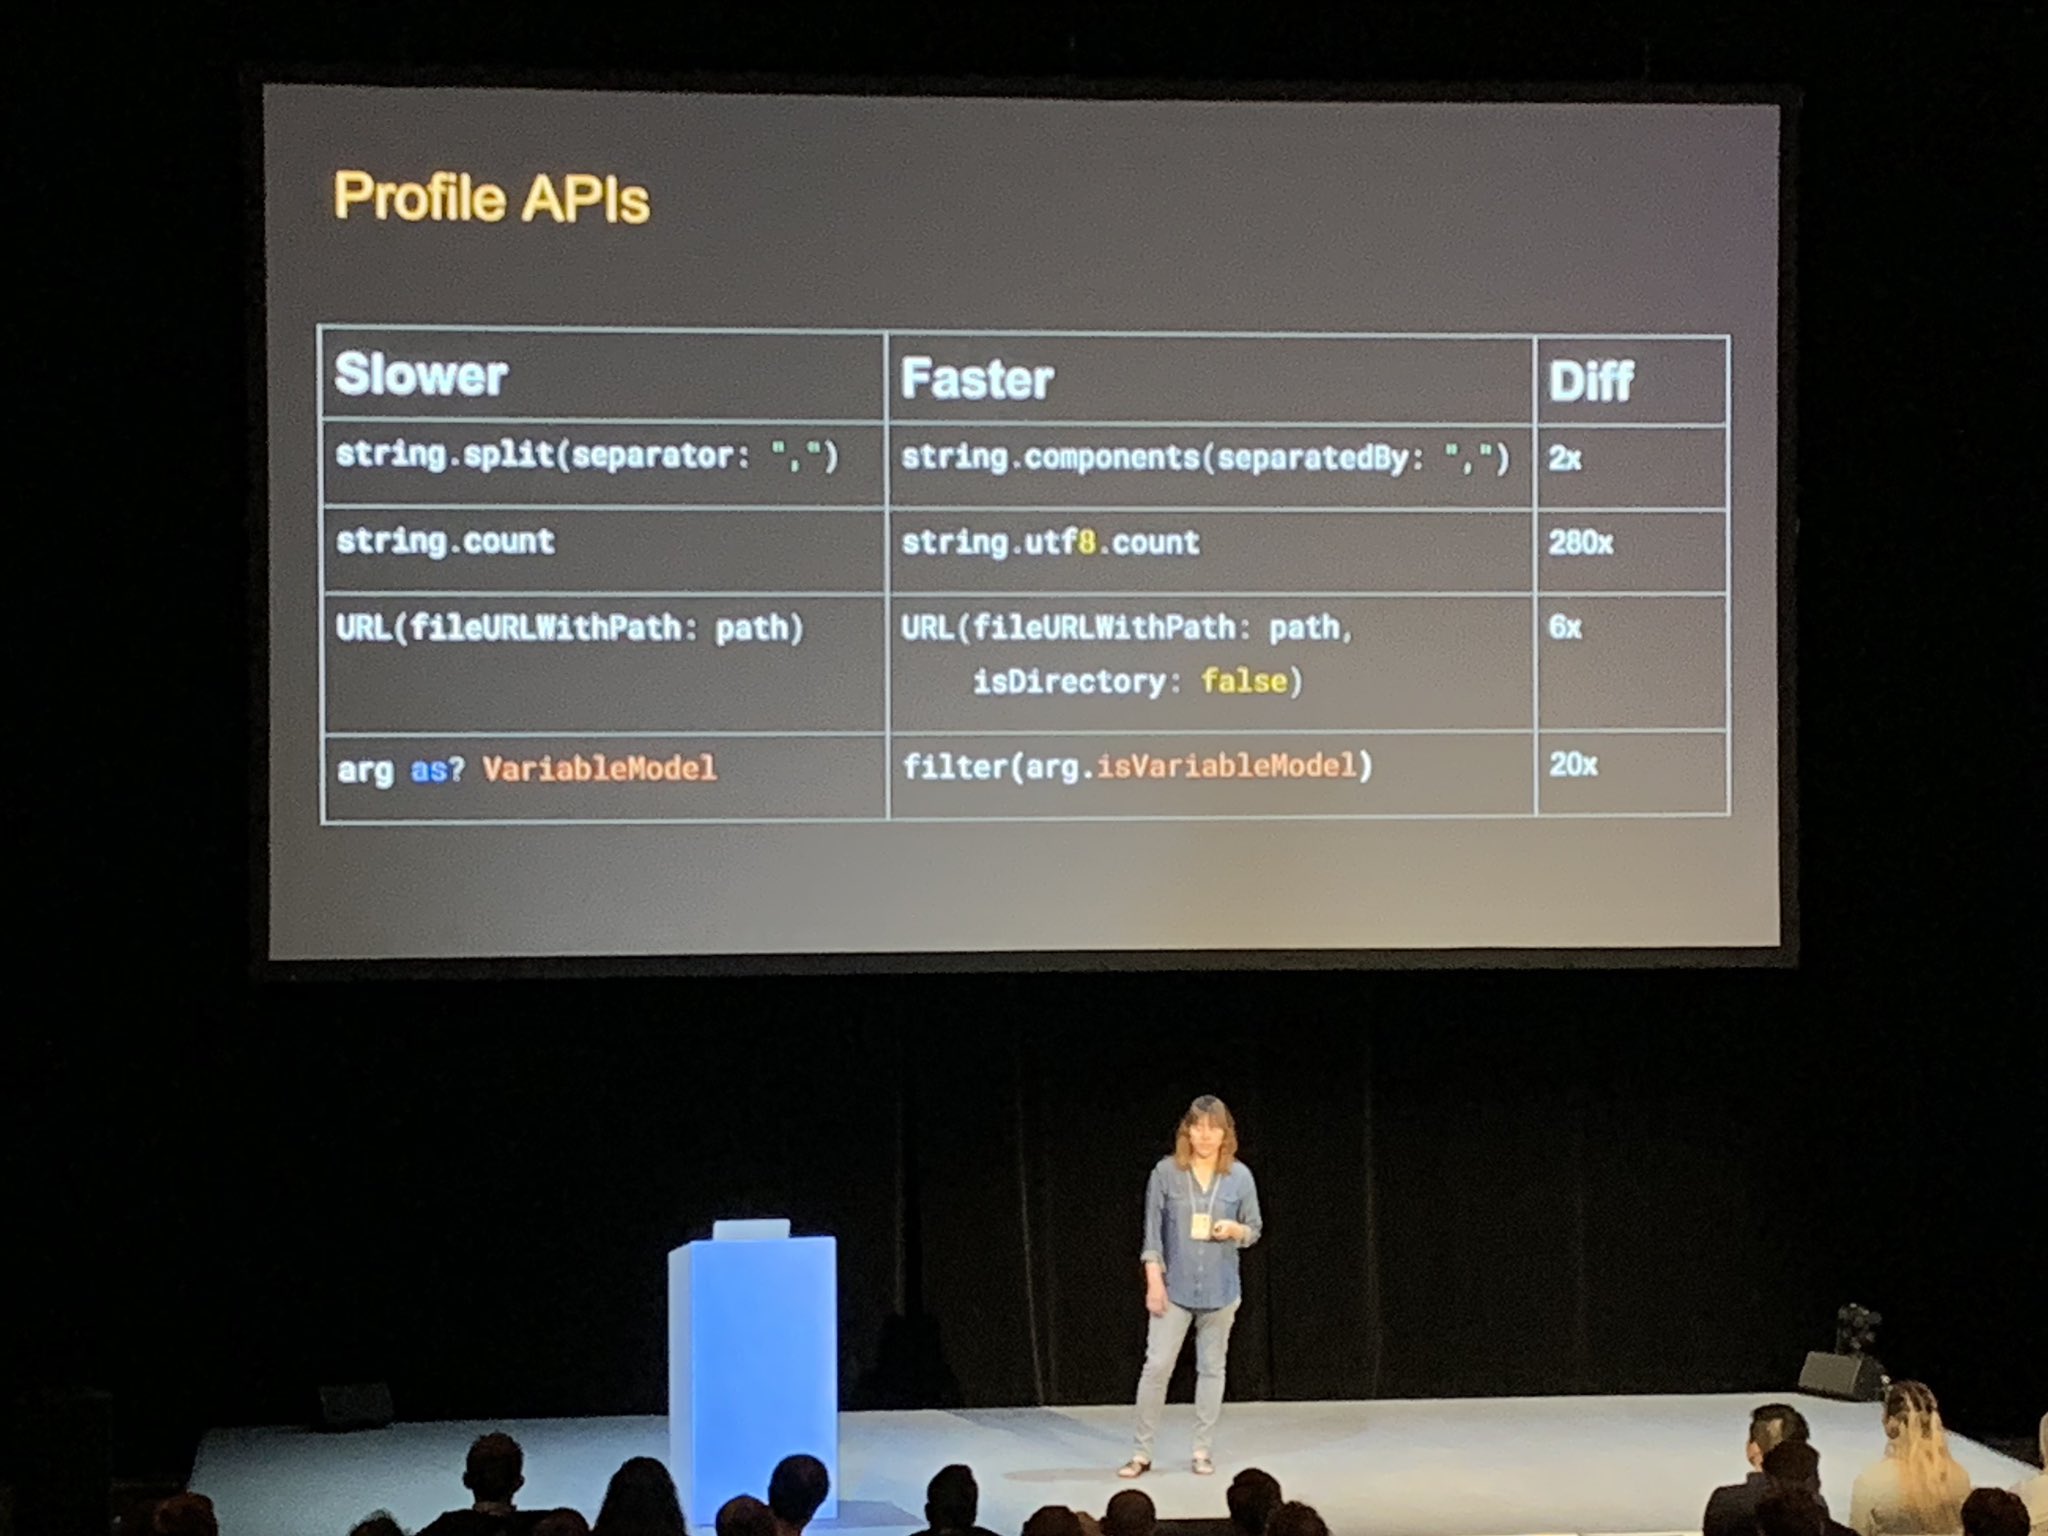 Profile APIs
Slower Faster Diff
string.split(separator: ",") string.components(separatedBy: ",") 2x
string.count string.utf8.count 280x
URL(fileURLWithPath: path) URL(fileURLWithPath: path, 6x
isDirectory: false)
arg as? VariableModel filter(arg.isVariableModel) 20x